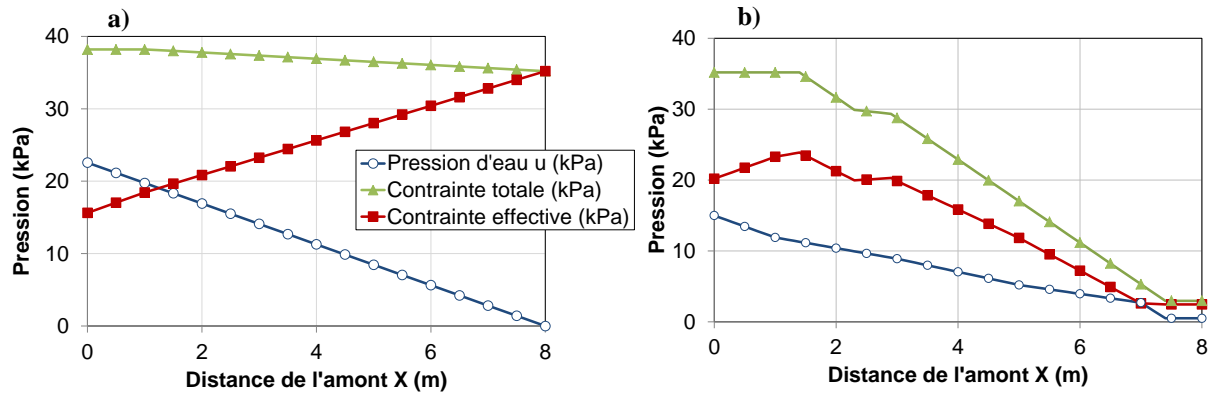 a)
40
30
20
10
0
Pression (kPa)
0 2 4 6 8
Distance de l'amont X (m)
Pression d'eau u (kPa)
Contrainte totale (kPa)
Contrainte effective (kPa)
b)
40
30
20
10
0
Pression (kPa)
0 2 4 6 8
Distance de l'amont X (m)